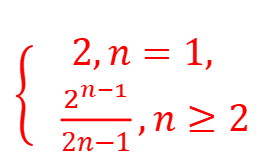 { 2, n = 1,
2^{n-1}/2n-1, n ≥ 2